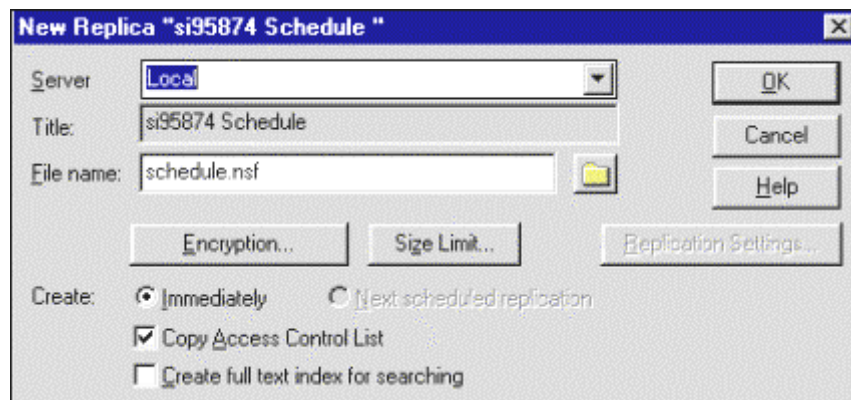 New Replica "si95874 Schedule "
Server Local OK
Title: si95874 Schedule Cancel
File name: schedule.nsf Help
Encryption... Size Limit... Replication Settings...
Create: Immediately Next scheduled replication
Copy Access Control List
Create full text index for searching